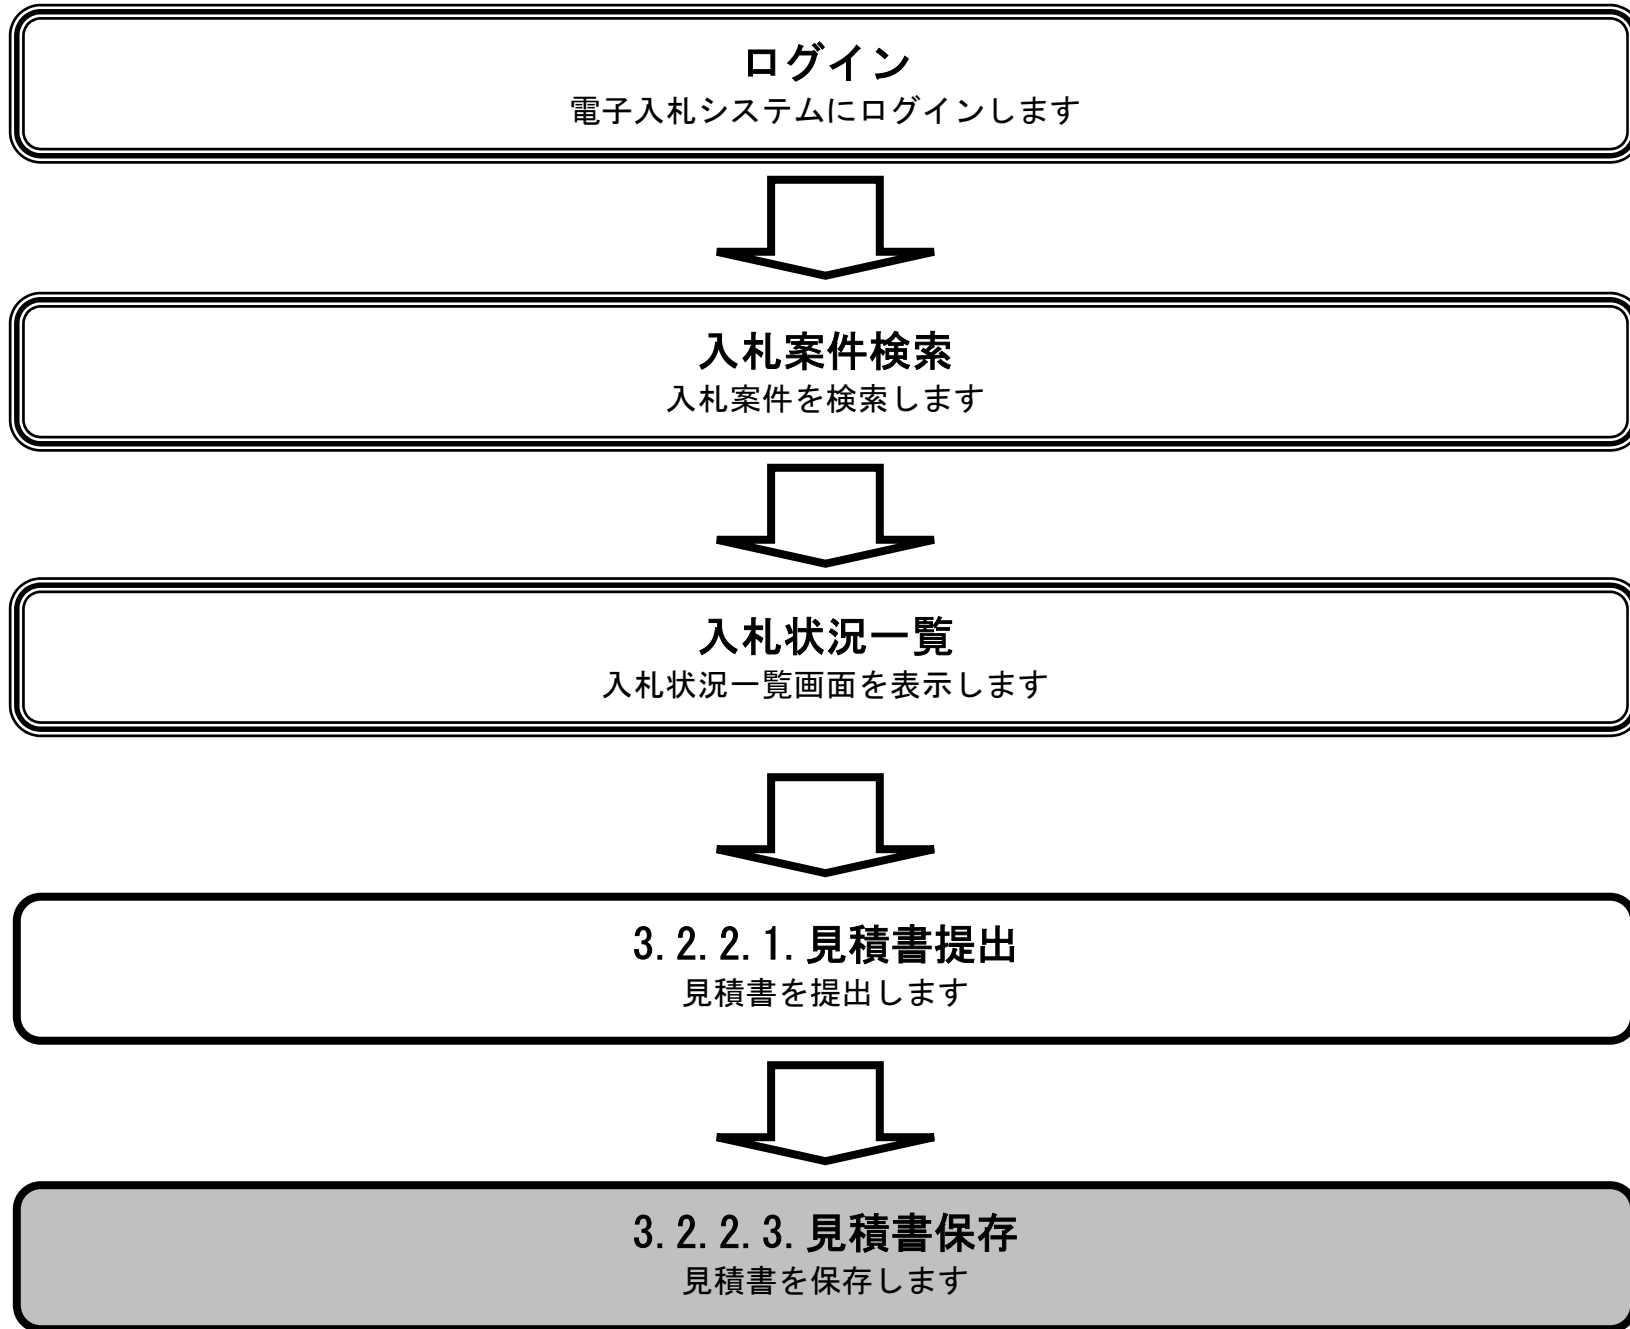 ログイン
電子入札システムにログインします
入札案件検索
入札案件を検索します
入札状況一覧
入札状況一覧画面を表示します
3.2.2.1.見積書提出
見積書を提出します
3.2.2.3.見積書保存
見積書を保存します